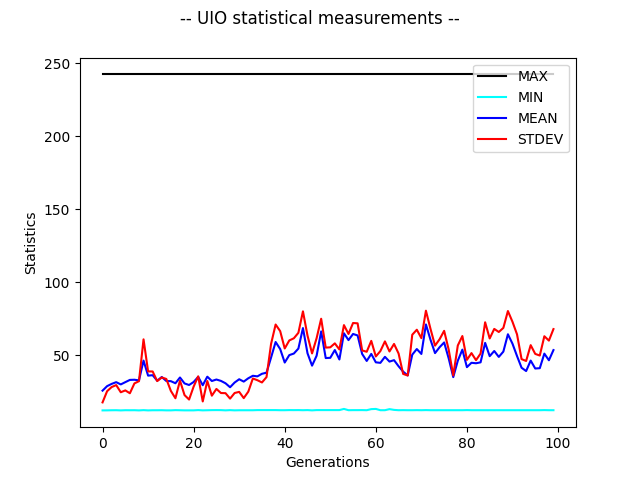 -- UIO statistical measurements --
250
200
150
100
50
Statistics
MAX
MIN
MEAN
STDEV
0 20 40 60 80 100
Generations